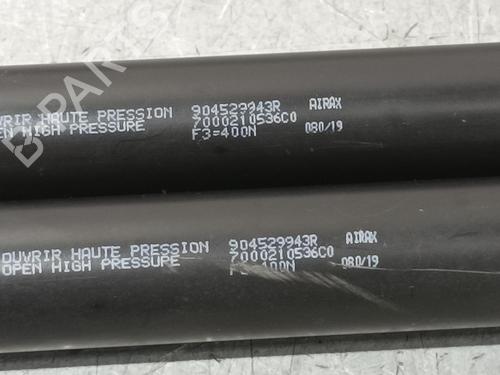 B PARTS
OUVRIR HAUTE PRESSION 904529943R AIRAX
OPEN HIGH PRESSURE 7000210536C0 080/19
F3=400N
OUVRIR HAUTE PRESSION 904529943R AIRAX
OPEN HIGH PRESSURE 7000210536C0 080/19